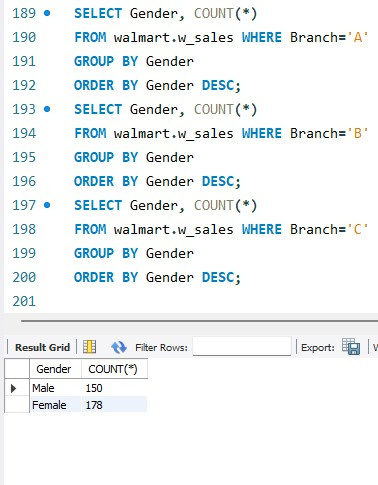 189 SELECT Gender, COUNT(*)
190 FROM walmart.w_sales WHERE Branch='A'
191 GROUP BY Gender
192 ORDER BY Gender DESC;
193 SELECT Gender, COUNT(*)
194 FROM walmart.w_sales WHERE Branch='B'
195 GROUP BY Gender
196 ORDER BY Gender DESC;
197 SELECT Gender, COUNT(*)
198 FROM walmart.w_sales WHERE Branch='C'
199 GROUP BY Gender
200 ORDER BY Gender DESC;
201
Result Grid Filter Rows: Export:
Gender COUNT(*)
Male 150
Female 178